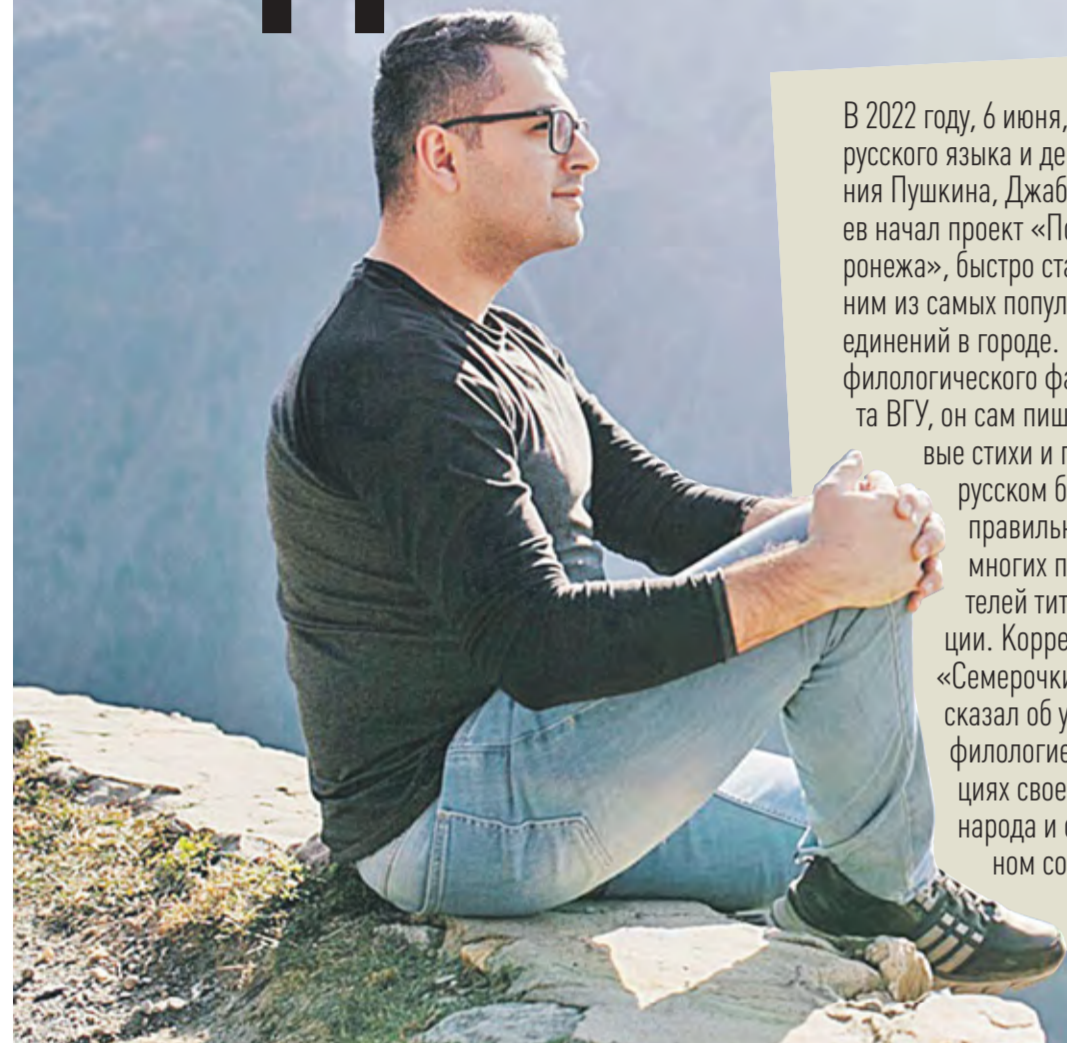 В 2022 году, 6 июня,
русского языка и де
ния Пушкина, Джаб
ев начал проект «По
ронежа», быстро ста
ним из самых попул
единений в городе.
филологического фа
та ВГУ, он сам пиш
вые стихи и п
русском б
правильн
многих п
телей тит
ции. Корре
«Семерочки
сказал об у
филологие
циях свое
народа и с
ном со